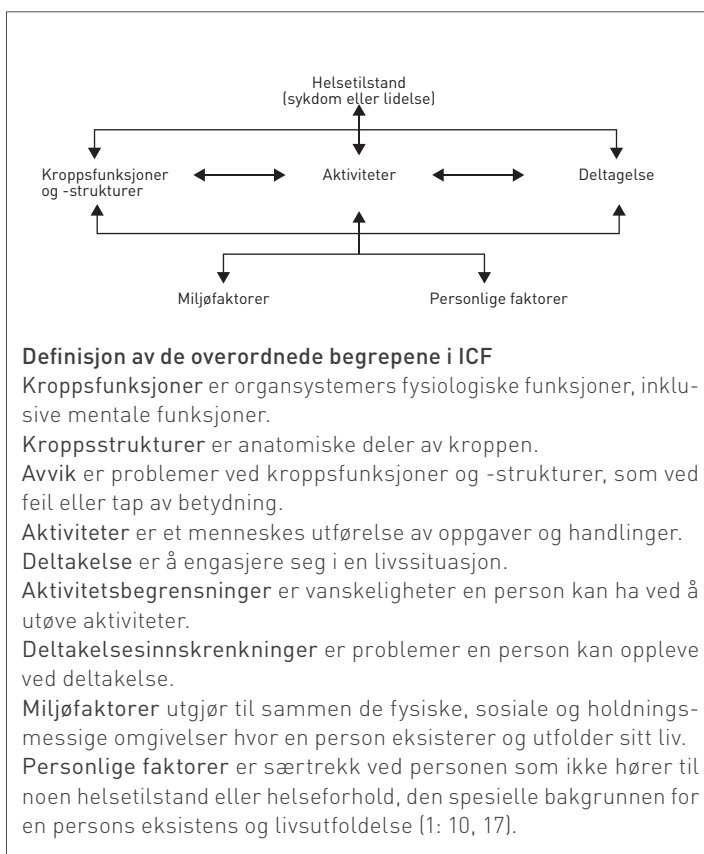 Helsetilstand
(sykdom eller lidelse)
Kroppsfunksjoner
og -strukturer
Aktiviteter
Deltagelse
Miljøfaktorer
Personlige faktorer
Definisjon av de overordnede begrepene i ICF
Kroppsfunksjoner er organsystemers fysiologiske funksjoner, inklu-
sive mentale funksjoner.
Kroppsstrukturer er anatomiske deler av kroppen.
Avvik er problemer ved kroppsfunksjoner og -strukturer, som ved
feil eller tap av betydning.
Aktiviteter er et menneskes utførelse av oppgaver og handlinger.
Deltakelse er å engasjere seg i en livssituasjon.
Aktivitetsbegrensninger er vanskeligheter en person kan ha ved å
utøve aktiviteter.
Deltakelsesinnskrenkninger er problemer en person kan oppleve
ved deltakelse.
Miljøfaktorer utgjør til sammen de fysiske, sosiale og holdnings-
messige omgivelser hvor en person eksisterer og utfolder sitt liv.
Personlige faktorer er særtrekk ved personen som ikke hører til
noen helsetilstand eller helseforhold, den spesielle bakgrunnen for
en persons eksistens og livsutfoldelse (1: 10, 17).